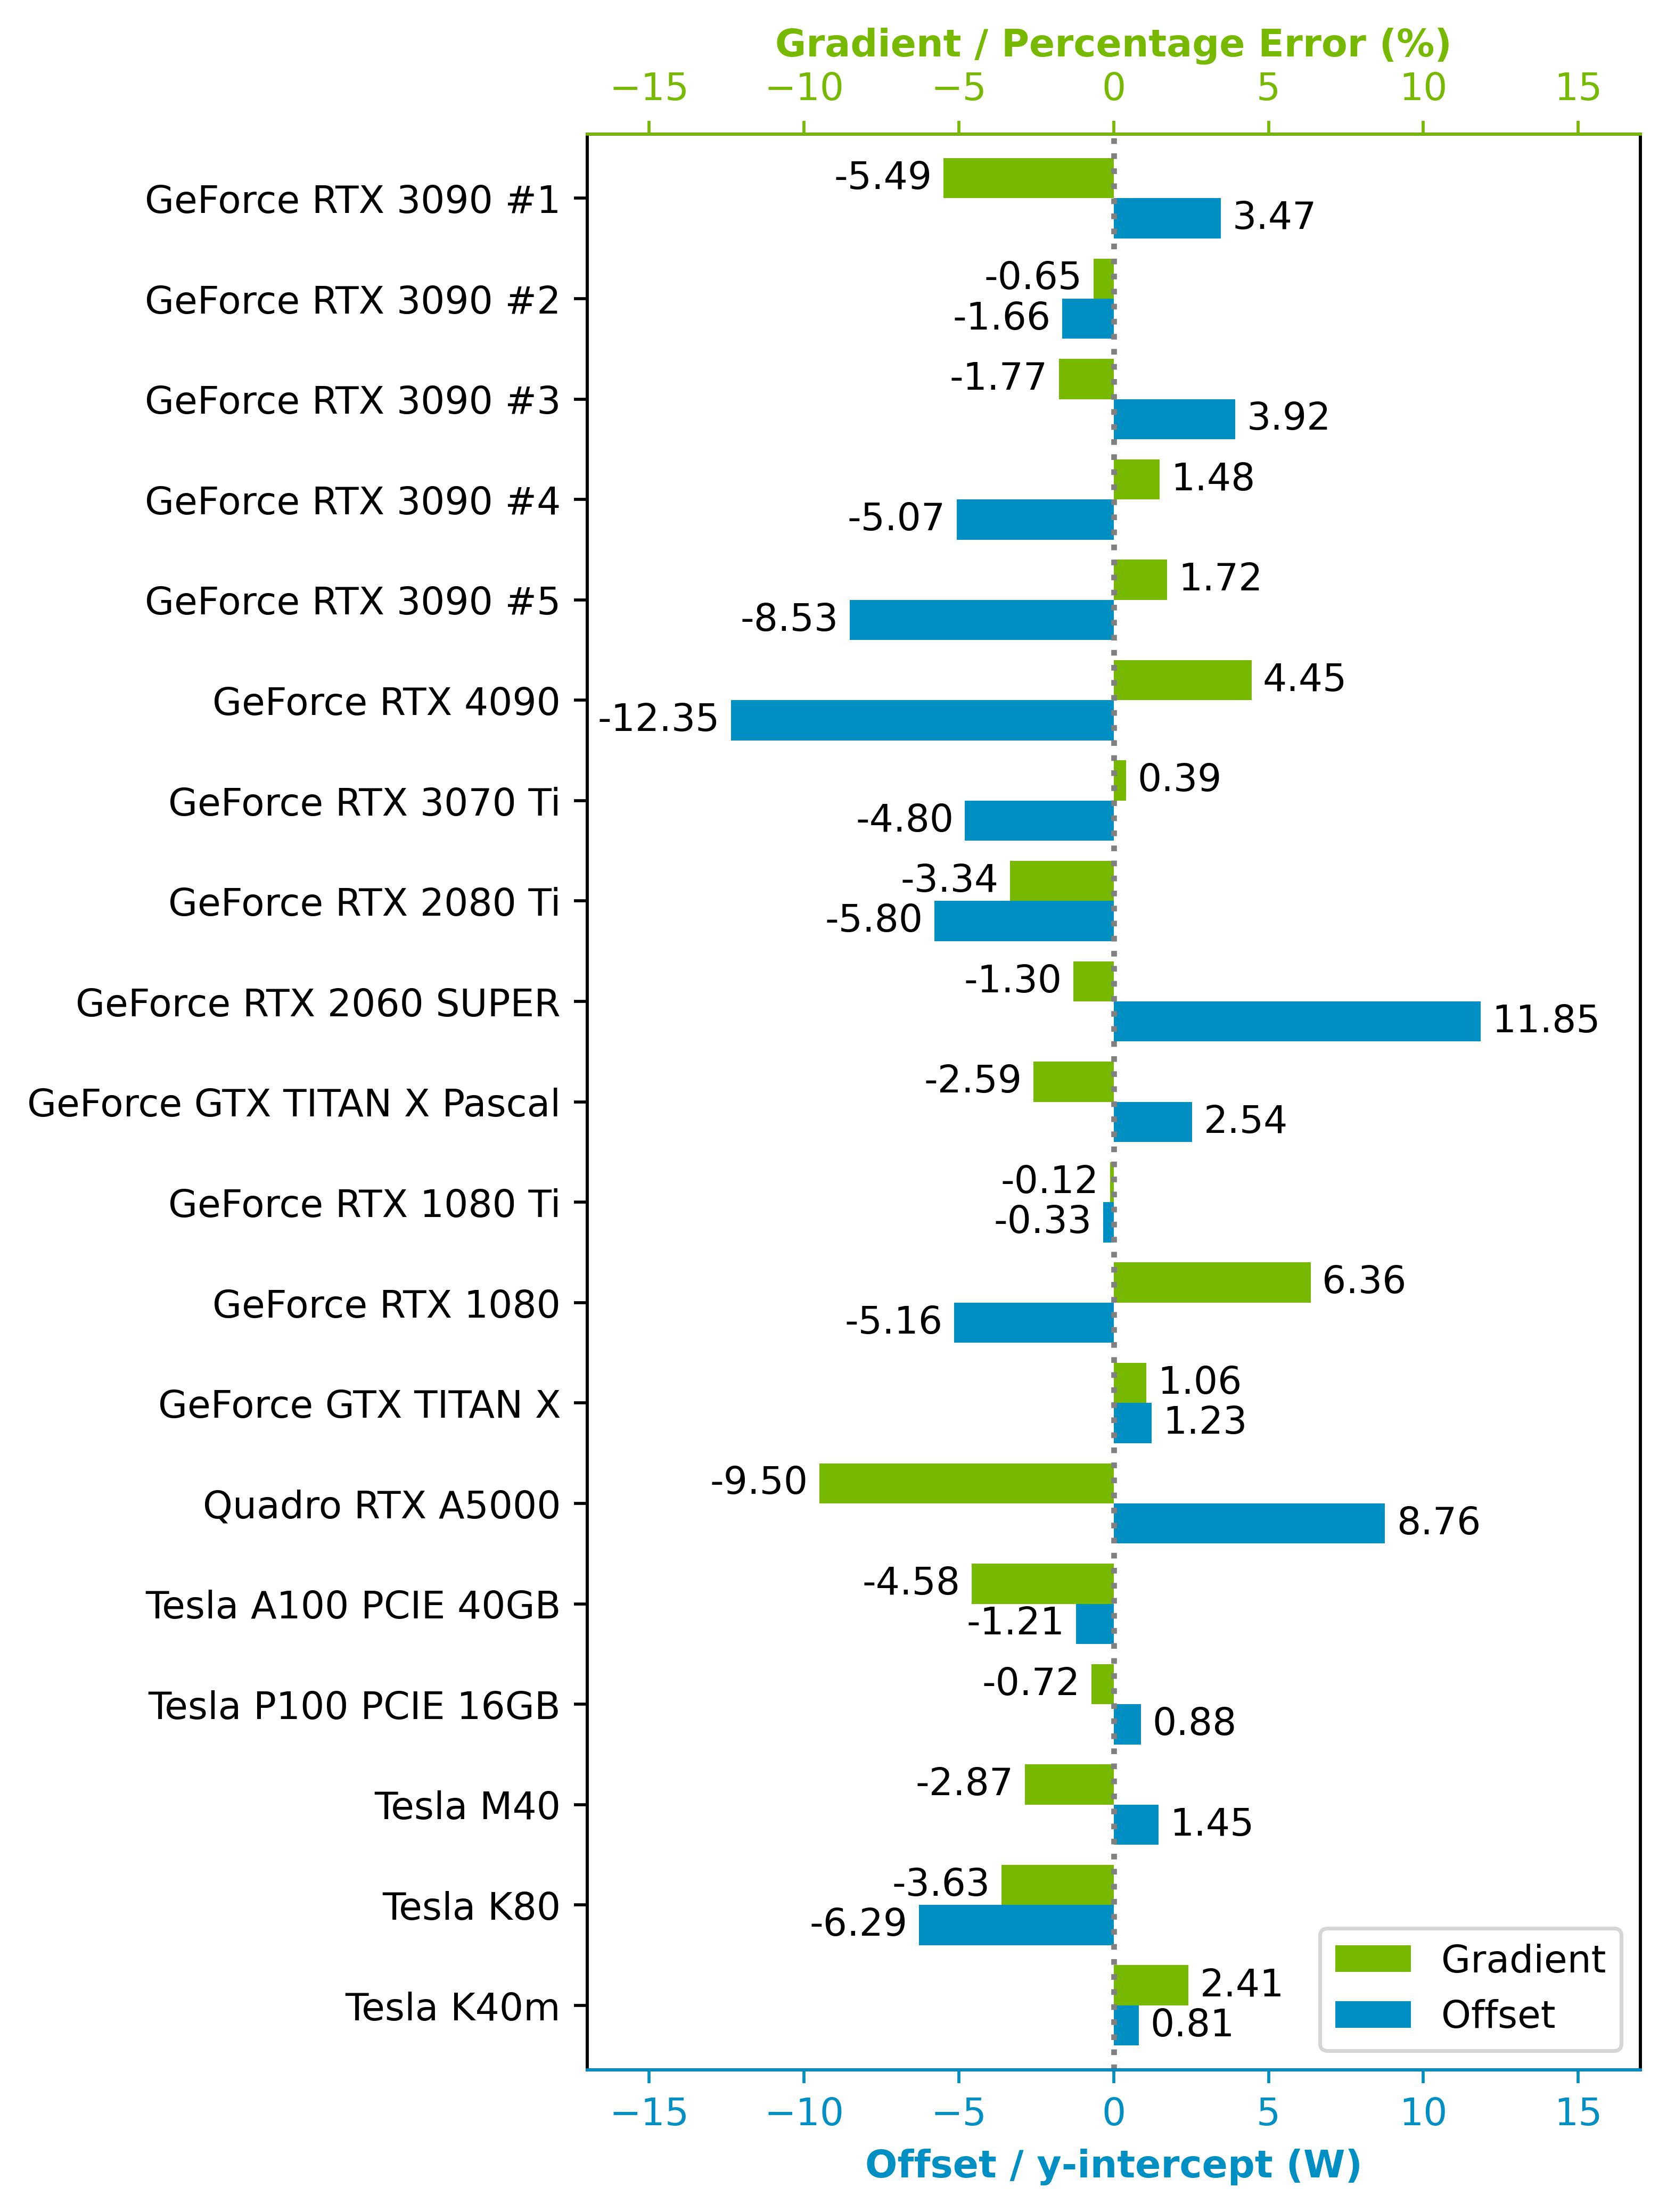 Gradient / Percentage Error (%)
−15 −10 −5 0 5 10 15
GeForce RTX 3090 #1 -5.49 3.47
GeForce RTX 3090 #2 -0.65 -1.66
GeForce RTX 3090 #3 -1.77 3.92
GeForce RTX 3090 #4 1.48 -5.07
GeForce RTX 3090 #5 1.72 -8.53
GeForce RTX 4090 4.45 -12.35
GeForce RTX 3070 Ti 0.39 -4.80
GeForce RTX 2080 Ti -3.34 -5.80
GeForce RTX 2060 SUPER -1.30 11.85
GeForce GTX TITAN X Pascal -2.59 2.54
GeForce RTX 1080 Ti -0.12 -0.33
GeForce RTX 1080 6.36 -5.16
GeForce GTX TITAN X 1.06 1.23
Quadro RTX A5000 -9.50 8.76
Tesla A100 PCIE 40GB -4.58 -1.21
Tesla P100 PCIE 16GB -0.72 0.88
Tesla M40 -2.87 1.45
Tesla K80 -3.63 -6.29
Tesla K40m 2.41 0.81
Gradient
Offset
−15 −10 −5 0 5 10 15
Offset / y-intercept (W)